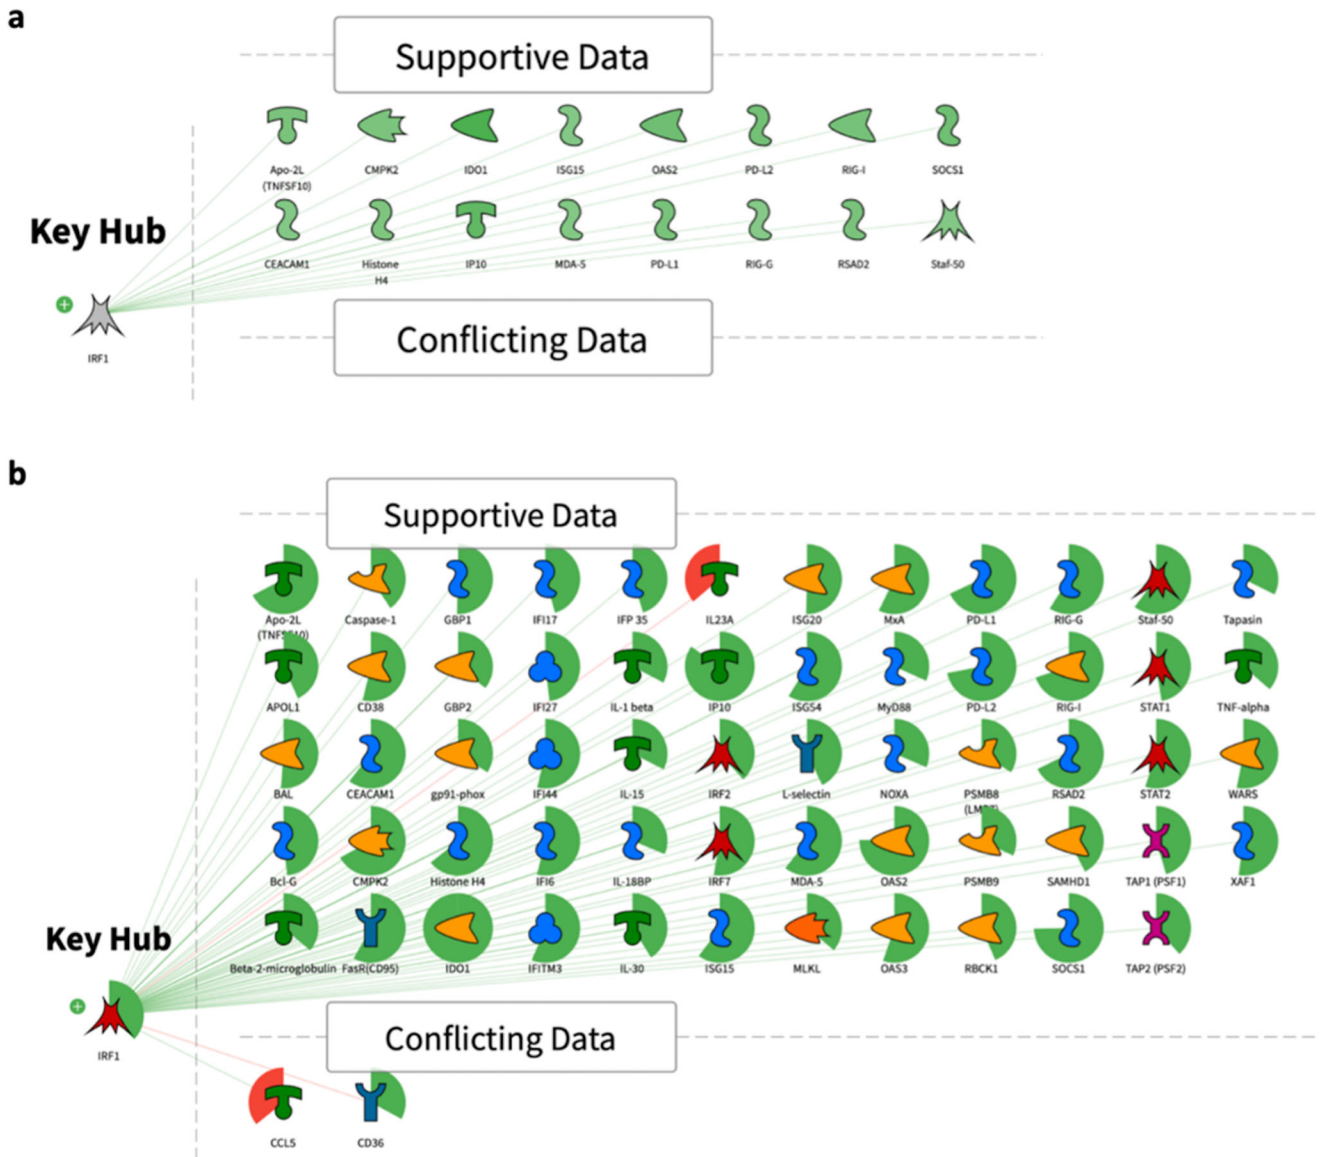 a
Supportive Data
Apo-2L CMPK2 IDO1 ISG15 OAS2 PD-L2 RIG-I SOCS1
(TNFSF10)
Key Hub
CEACAM1 Histone IP10 MDA-5 PD-L1 RIG-G RSAD2 Staf-50
H4
Conflicting Data
IRF1
b
Supportive Data
Apo-2L Caspase-1 GBP1 IFI17 IFP 35 IL23A ISG20 MxA PD-L1 RIG-G Staf-50 Tapasin
(TNFSF10)
APOL1 CD38 GBP2 IFI27 IL-1 beta IP10 ISG54 MyD88 PD-L2 RIG-I STAT1 TNF-alpha
BAL CEACAM1 gp91-phox IFI44 IL-15 IRF2 L-selectin NOXA PSMB8 RSAD2 STAT2 WARS
Bcl-G CMPK2 Histone H4 IFI6 IL-18BP IRF7 MDA-5 OAS2 PSMB9 SAMHD1 TAP1 (PSF1) XAF1
Key Hub
Beta-2-microglobulin FasR(CD95) IDO1 IFITM3 IL-30 ISG15 MLKL OAS3 RBCK1 SOCS1 TAP2 (PSF2)
Conflicting Data
IRF1
CCL5 CD36